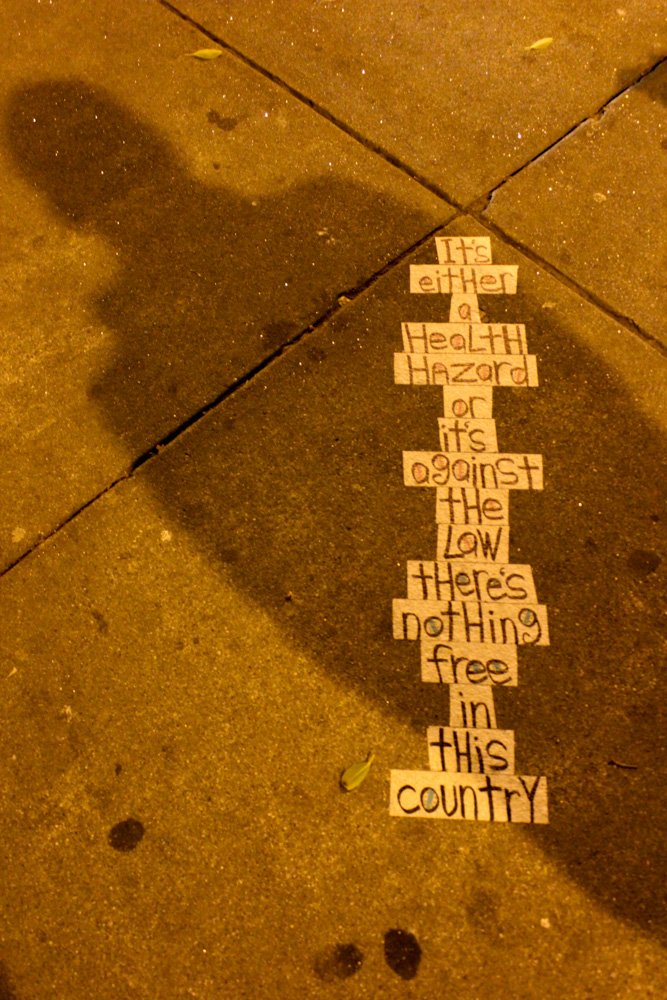 It's
eitHer
a
HeaLtH
HAzard
or
it's
against
tHe
LaW
tHere's
notHing
free
in
tHis
countrY